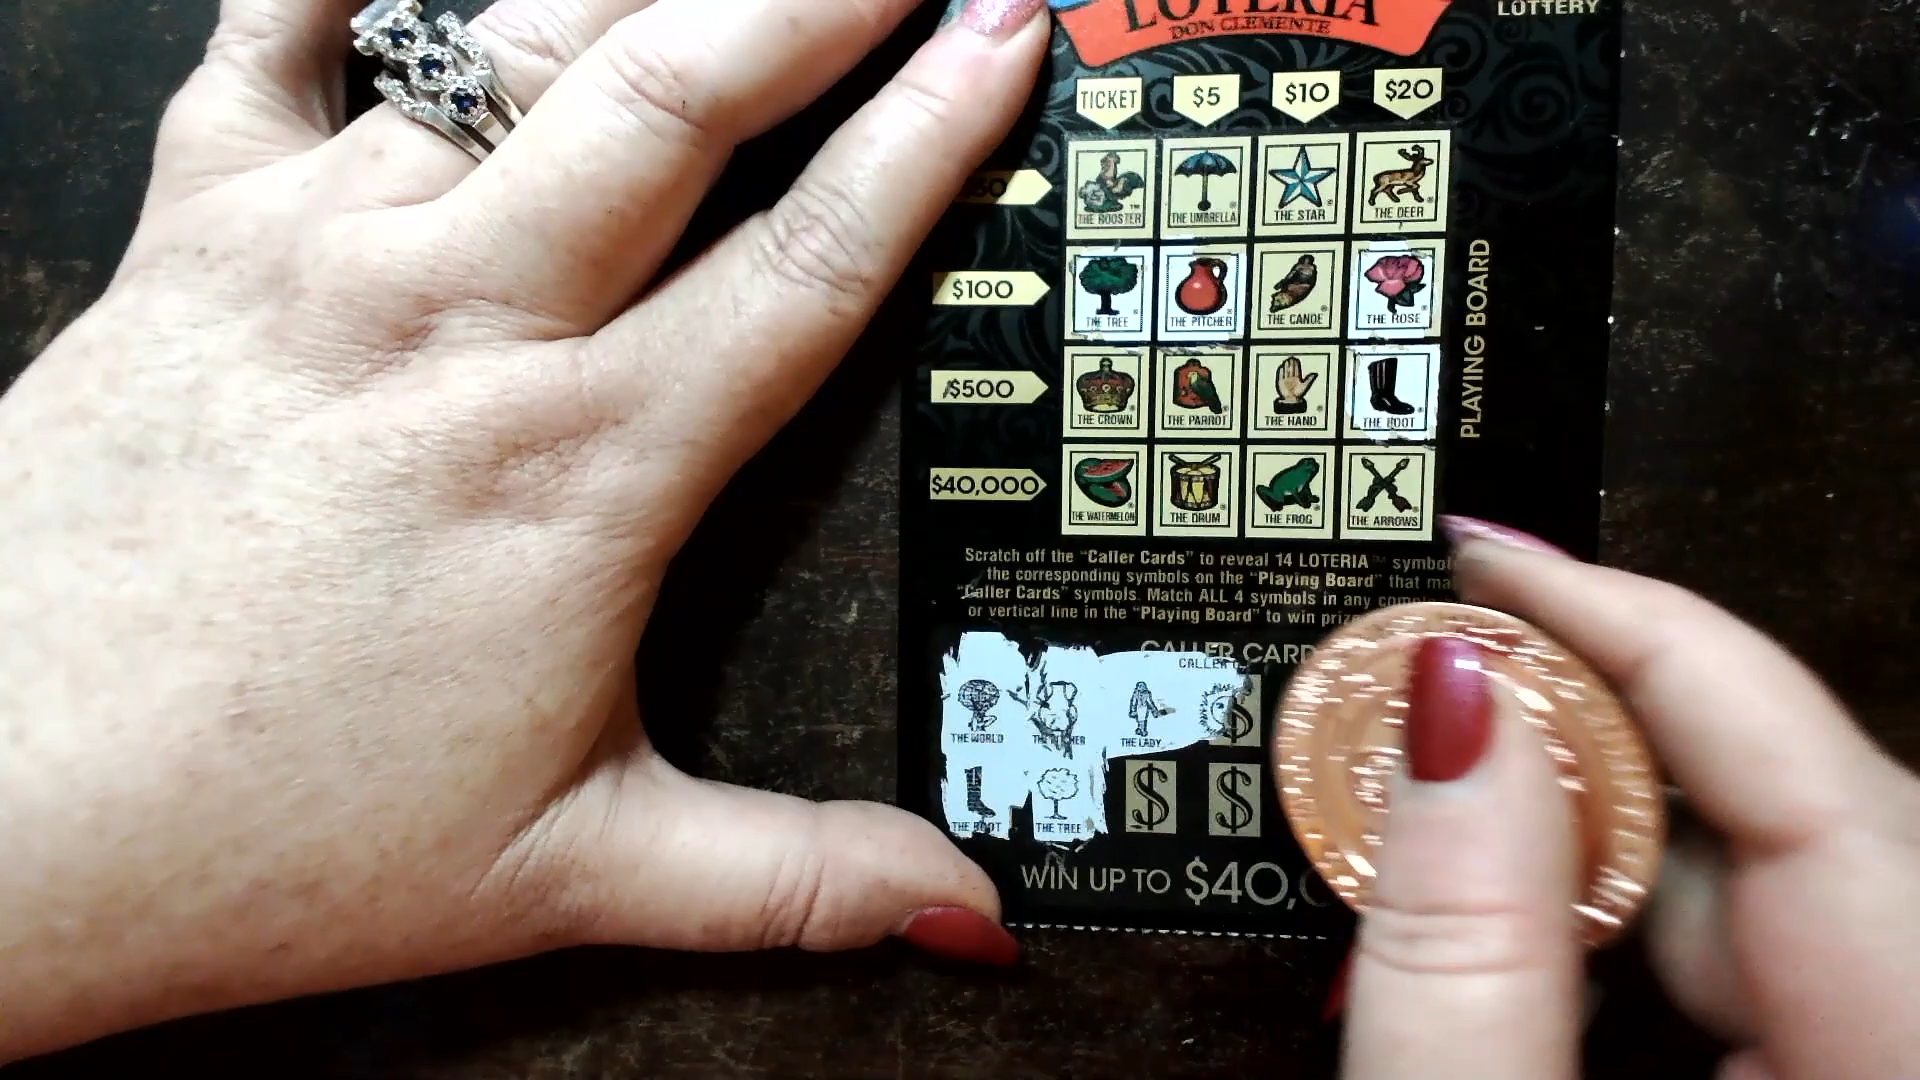 LOTERIA
DON CLEMENTE
LOTTERY
TICKET $5 $10 $20
THE ROOSTER THE UMBRELLA THE STAR THE DEER
$100
THE TREE THE PITCHER THE CANOE THE ROSE
$500
THE CROWN THE PARROT THE HAND THE BOOT
$40,000
THE WATERMELON THE DRUM THE FROG THE ARROWS
PLAYING BOARD
Scratch off the "Caller Cards" to reveal 14 LOTERIA™
the corresponding symbols on the "Playing Board" that
"Caller Cards" symbols. Match ALL 4 symbols in any
or vertical line in the "Playing Board" to win
CALLER
CALLER
THE WORLD THE LADY $
THE BOOT THE TREE $ $
WIN UP TO